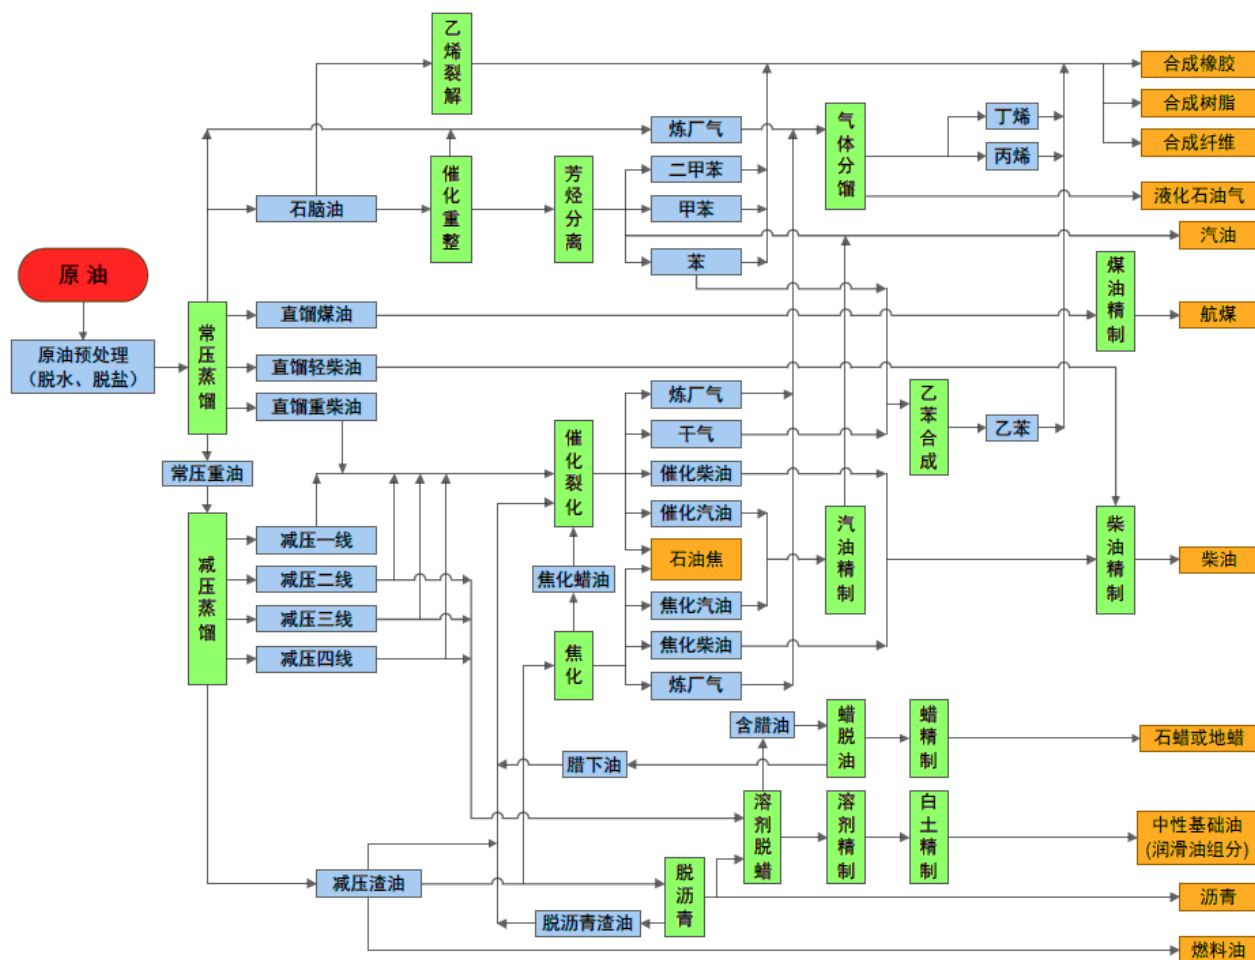 乙烯裂解
合成橡胶
合成树脂
合成纤维
炼厂气
气体分馏
丁烯
丙烯
催化重整
芳烃分离
二甲苯
甲苯
苯
石脑油
液化石油气
汽油
原油
原油预处理
（脱水、脱盐）
常压蒸馏
直馏煤油
煤油精制
航煤
直馏轻柴油
直馏重柴油
常压重油
催化裂化
炼厂气
干气
催化柴油
催化汽油
石油焦
乙苯合成
乙苯
减压蒸馏
减压一线
减压二线
减压三线
减压四线
焦化蜡油
焦化
焦化汽油
焦化柴油
炼厂气
汽油精制
柴油精制
柴油
含腊油
蜡脱油
蜡精制
石蜡或地蜡
腊下油
溶剂脱蜡
溶剂精制
白土精制
中性基础油
(润滑油组分)
减压渣油
脱沥青
沥青
脱沥青渣油
燃料油